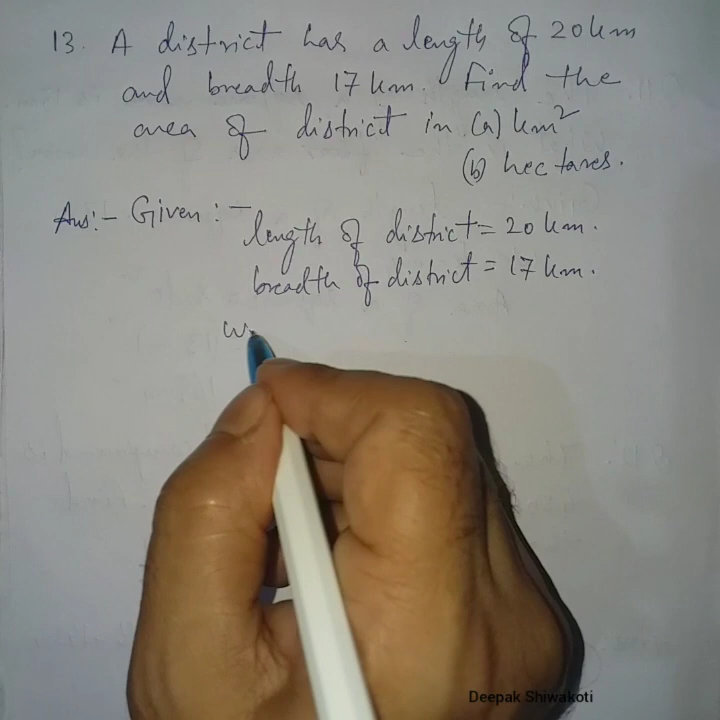 13. A district has a length of 20 km
and breadth 17 km. Find the
area of district in (a) km²
(b) hectares.
Ans:- Given :-
length of district = 20 km.
breadth of district = 17 km.
W
Deepak Shiwakoti